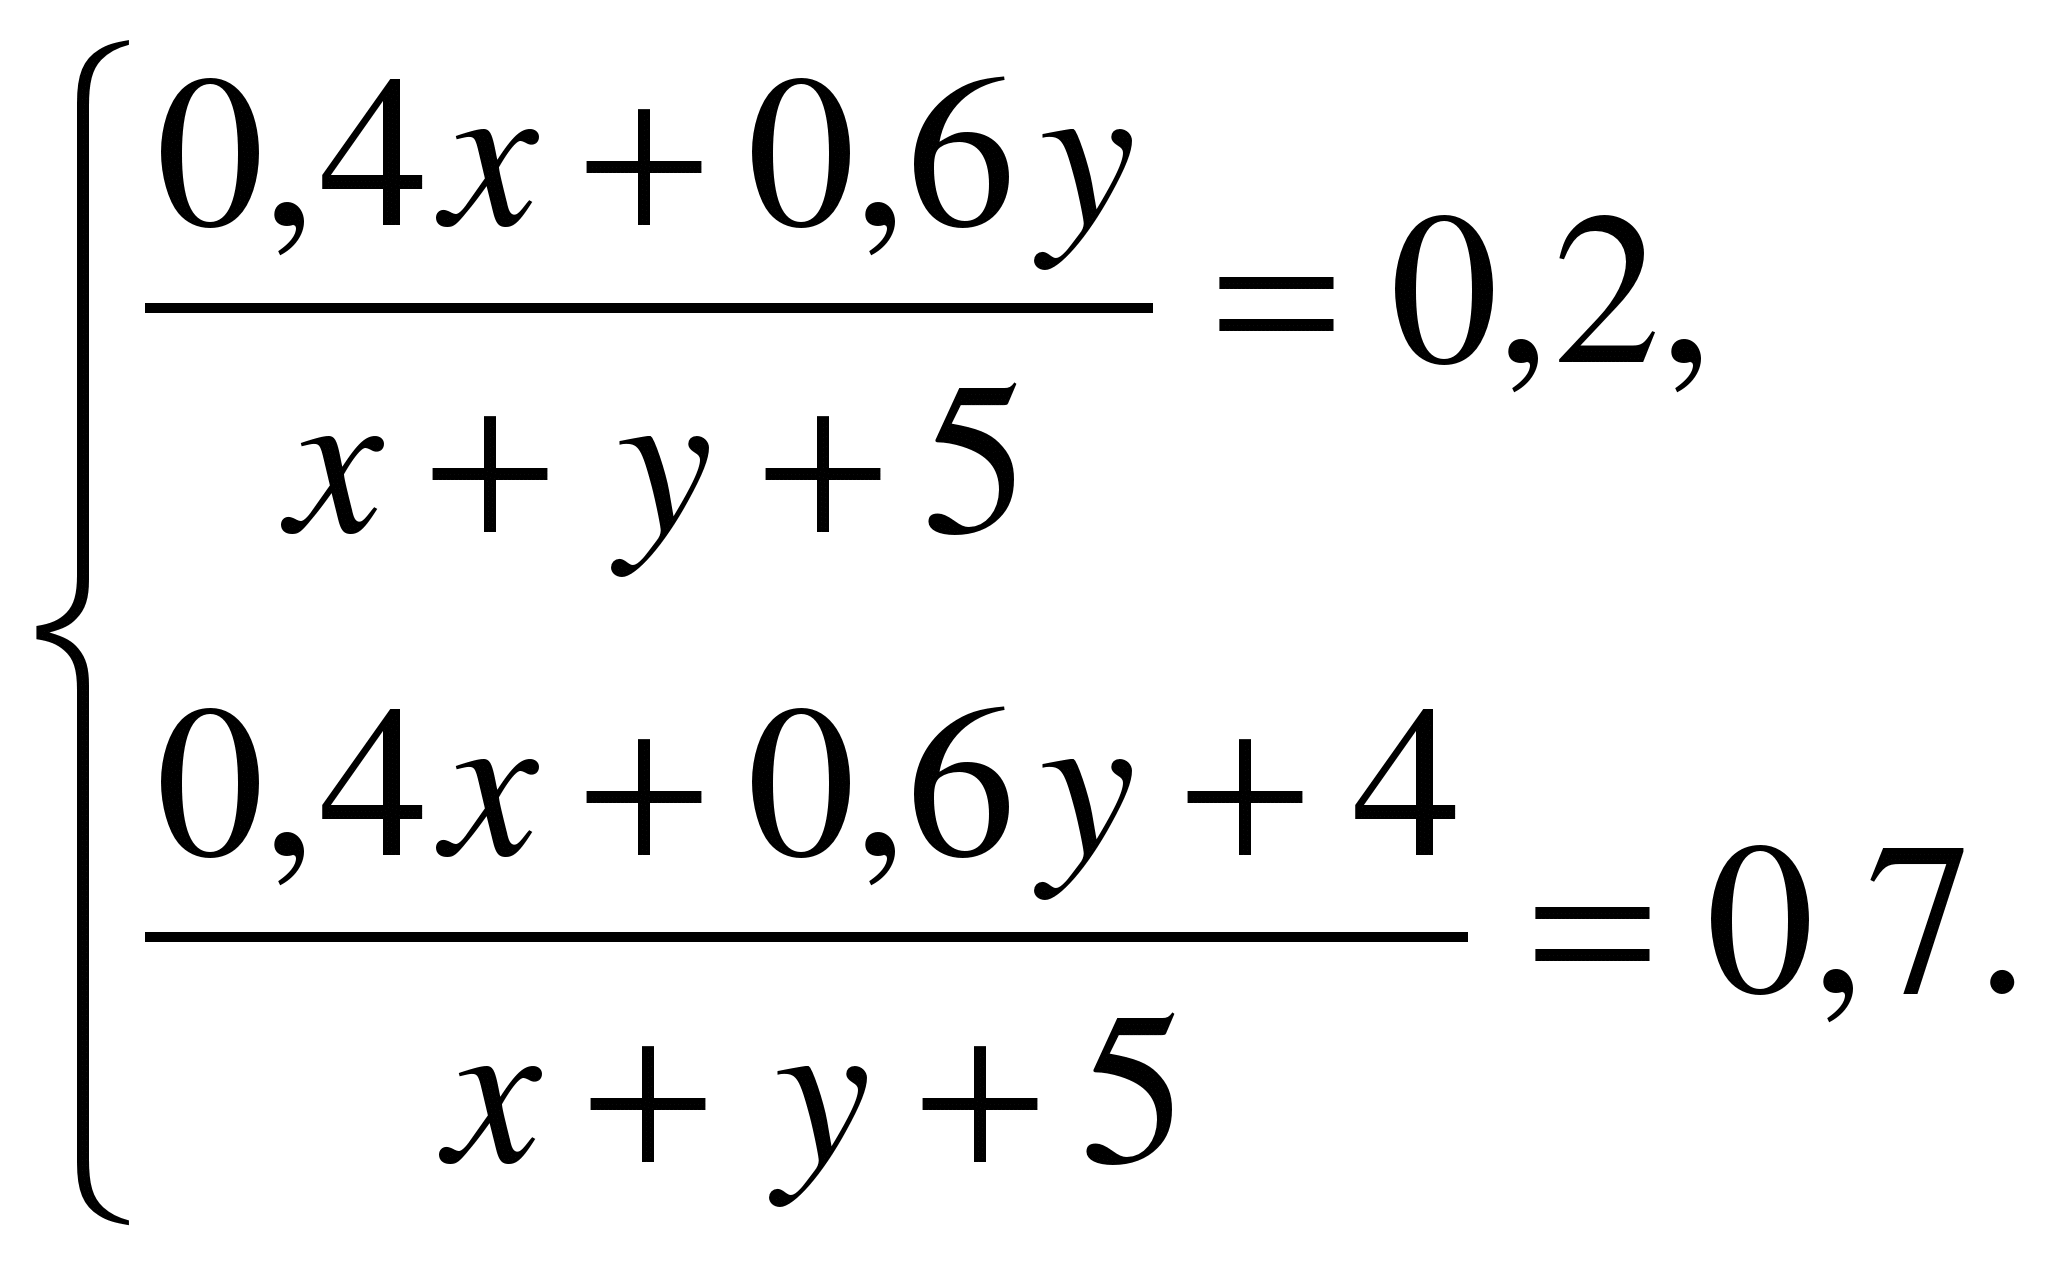 0,4x + 0,6y
= 0,2,
x + y + 5
0,4x + 0,6y + 4
= 0,7.
x + y + 5